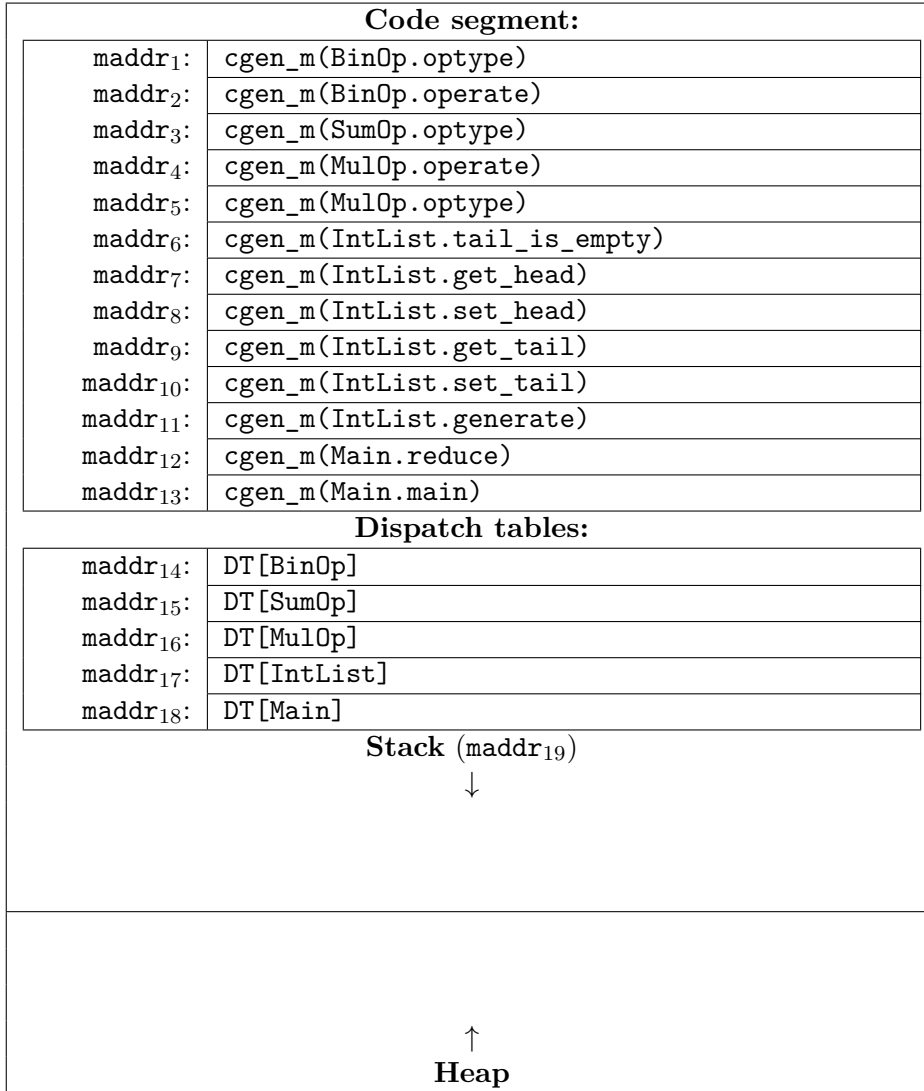 Code segment:
maddr₁: cgen_m(BinOp.optype)
maddr₂: cgen_m(BinOp.operate)
maddr₃: cgen_m(SumOp.optype)
maddr₄: cgen_m(MulOp.operate)
maddr₅: cgen_m(MulOp.optype)
maddr₆: cgen_m(IntList.tail_is_empty)
maddr₇: cgen_m(IntList.get_head)
maddr₈: cgen_m(IntList.set_head)
maddr₉: cgen_m(IntList.get_tail)
maddr₁₀: cgen_m(IntList.set_tail)
maddr₁₁: cgen_m(IntList.generate)
maddr₁₂: cgen_m(Main.reduce)
maddr₁₃: cgen_m(Main.main)
Dispatch tables:
maddr₁₄: DT[BinOp]
maddr₁₅: DT[SumOp]
maddr₁₆: DT[MulOp]
maddr₁₇: DT[IntList]
maddr₁₈: DT[Main]
Stack (maddr₁₉)
↓
↑
Heap